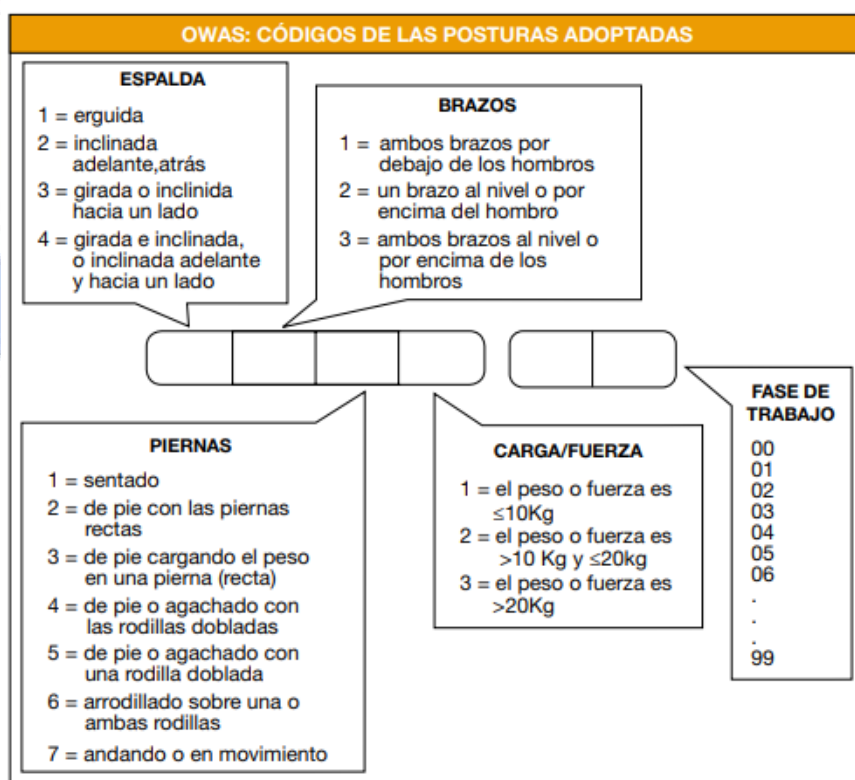 OWAS: CÓDIGOS DE LAS POSTURAS ADOPTADAS
ESPALDA
1 = erguida
2 = inclinada
adelante,atrás
3 = girada o inclinida
hacia un lado
4 = girada e inclinada,
o inclinada adelante
y hacia un lado
BRAZOS
1 = ambos brazos por
debajo de los hombros
2 = un brazo al nivel o por
encima del hombro
3 = ambos brazos al nivel o
por encima de los
hombros
PIERNAS
1 = sentado
2 = de pie con las piernas
rectas
3 = de pie cargando el peso
en una pierna (recta)
4 = de pie o agachado con
las rodillas dobladas
5 = de pie o agachado con
una rodilla doblada
6 = arrodillado sobre una o
ambas rodillas
7 = andando o en movimiento
CARGA/FUERZA
1 = el peso o fuerza es
≤10Kg
2 = el peso o fuerza es
>10 Kg y ≤20kg
3 = el peso o fuerza es
>20Kg
FASE DE
TRABAJO
00
01
02
03
04
05
06
.
.
.
99